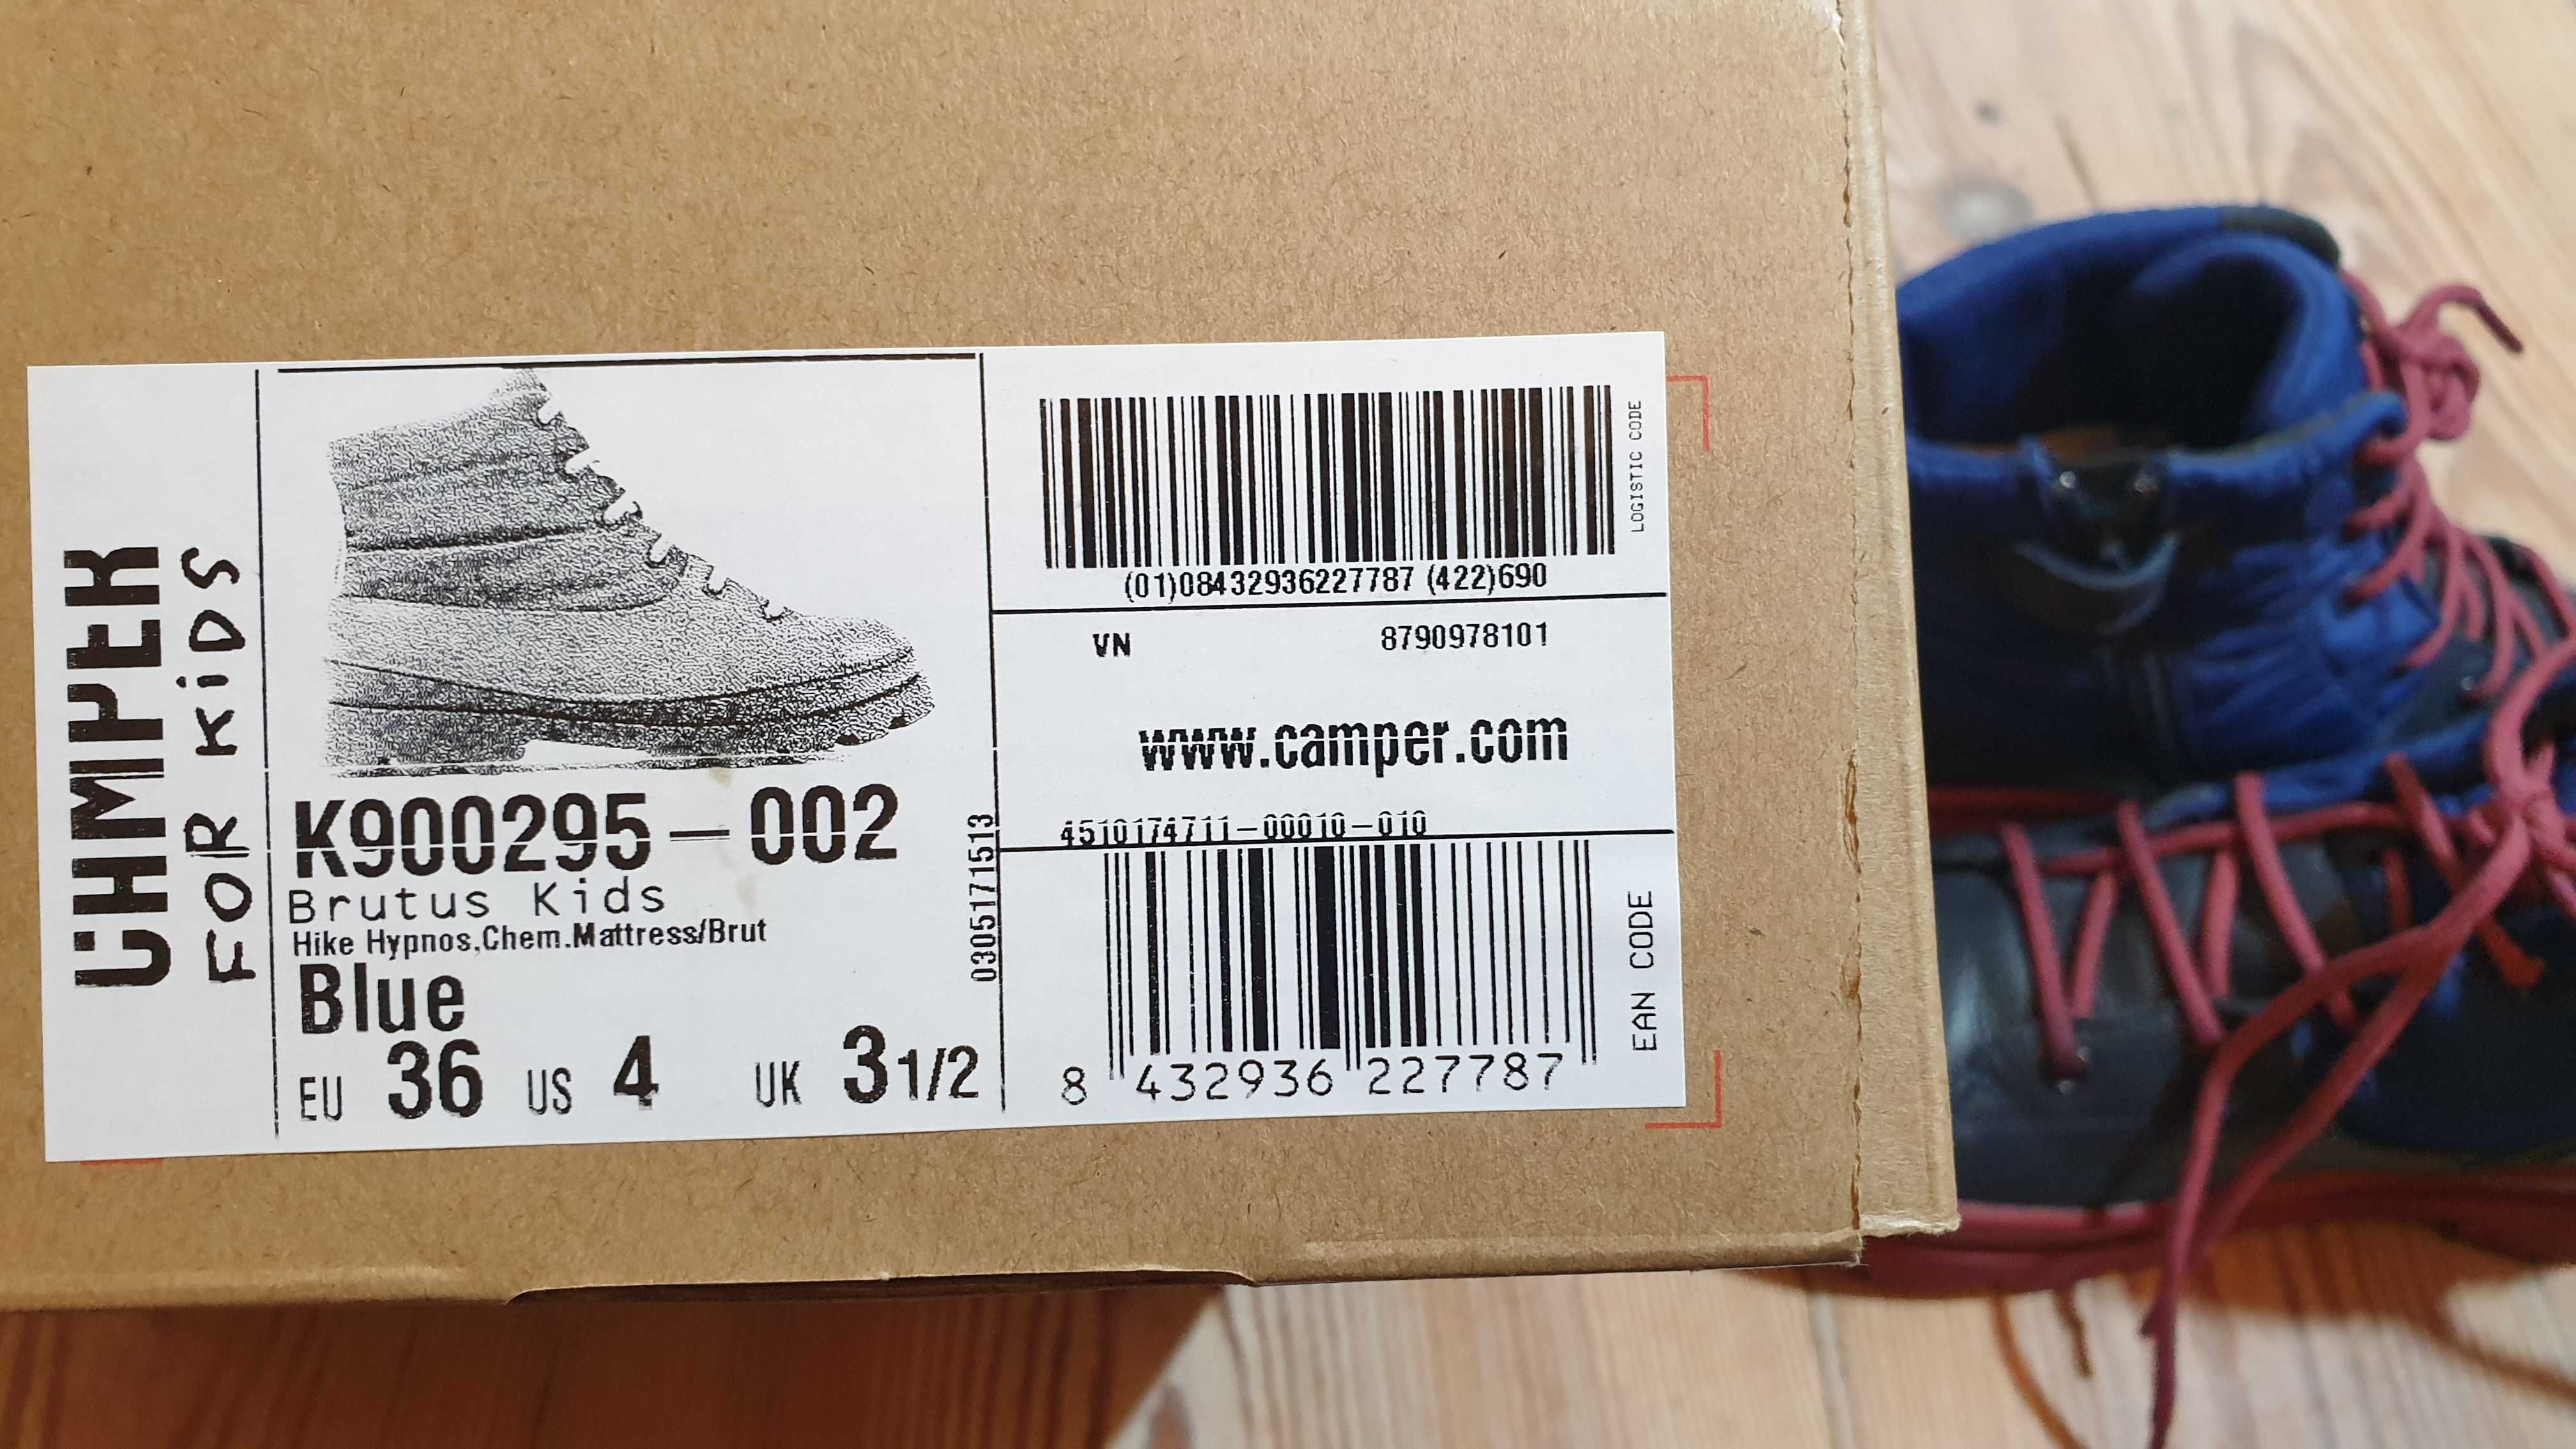 CAMPER
FOR KiDS
K900295-002
Brutus Kids
Hike Hypnos,Chem.Mattress/Brut
Blue
EU 36 US 4 UK 3 1/2
0305171513
(01)08432936227787 (422)690
LOGISTIC CODE
VN 8790978101
www.camper.com
4510174711-00010-010
8 432936 227787
EAN CODE